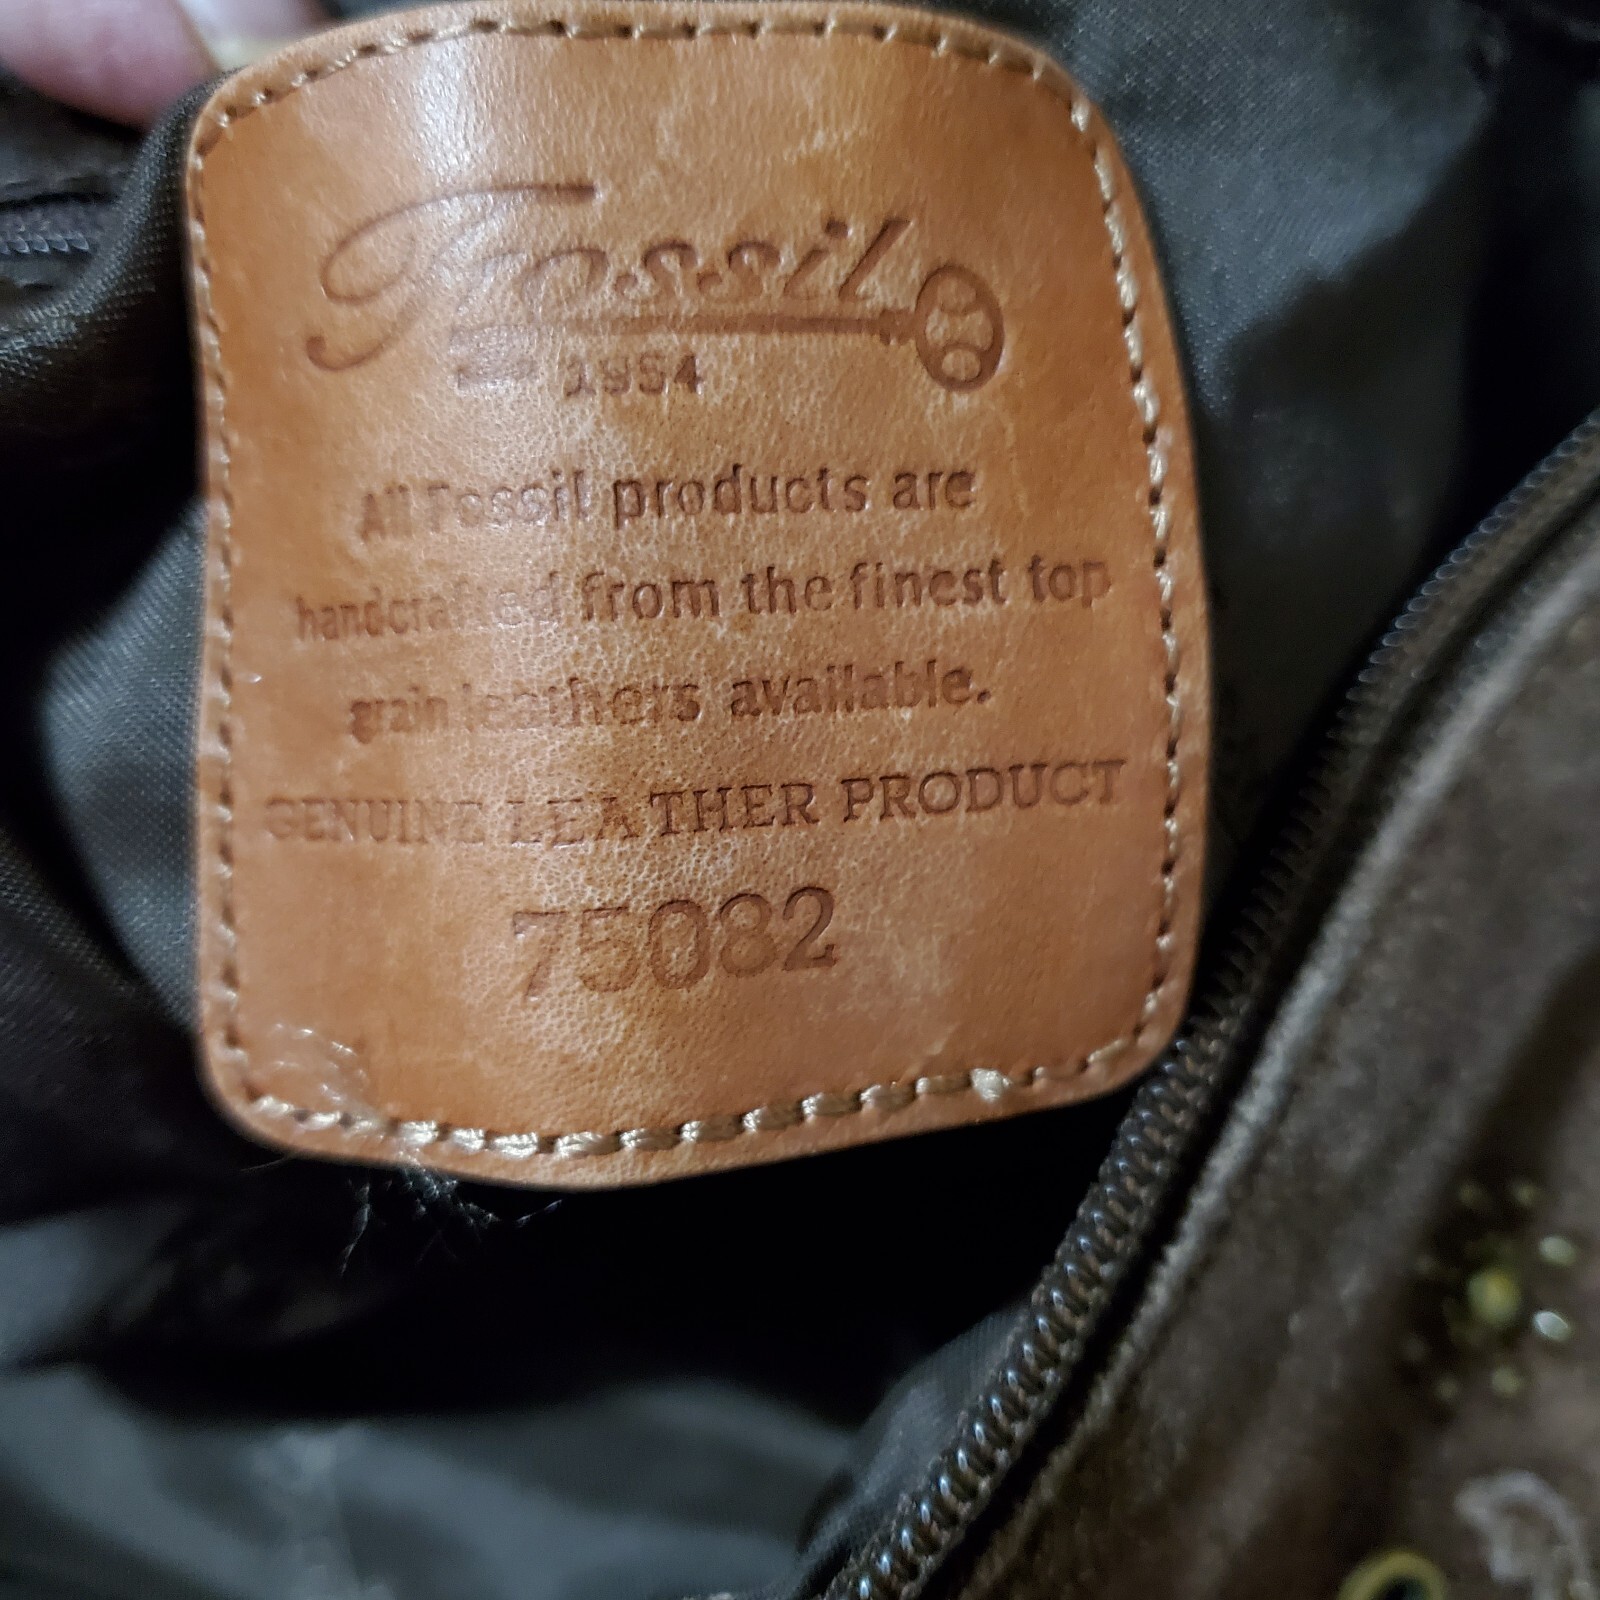 Fossil
1954
All Fossil products are
handcrafted from the finest top
grain leathers available.
GENUINE LEATHER PRODUCT
75082